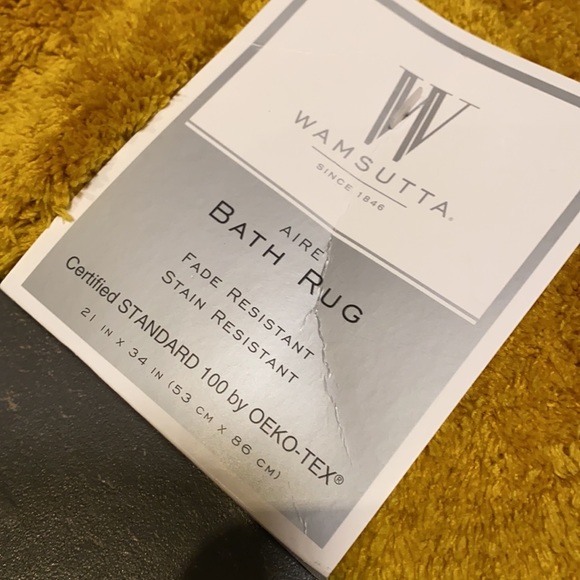 W
WAMSUTTA®
SINCE 1846
AIRE
BATH RUG
FADE RESISTANT
STAIN RESISTANT
Certified STANDARD 100 by OEKO-TEX®
21 IN X 34 IN (53 CM X 86 CM)